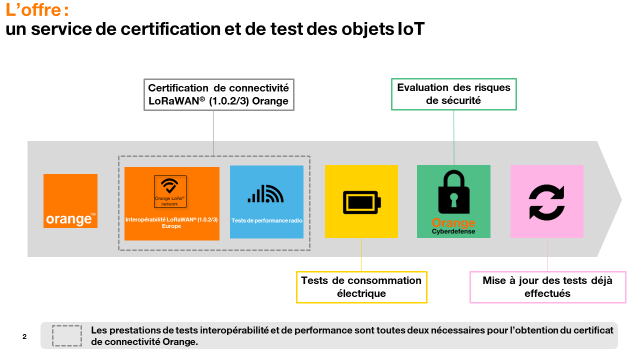 L'offre :
un service de certification et de test des objets IoT
Certification de connectivité
LoRaWAN® (1.0.2/3) Orange
Evaluation des risques
de sécurité
orange™
Orange LoRa®
network
Interopérabilité LoRaWAN® (1.0.2/3)
Europe
Tests de performance radio
Orange
Cyberdefense
Tests de consommation
électrique
Mise à jour des tests déjà
effectués
2
Les prestations de tests interopérabilité et de performance sont toutes deux nécessaires pour l'obtention du certificat
de connectivité Orange.